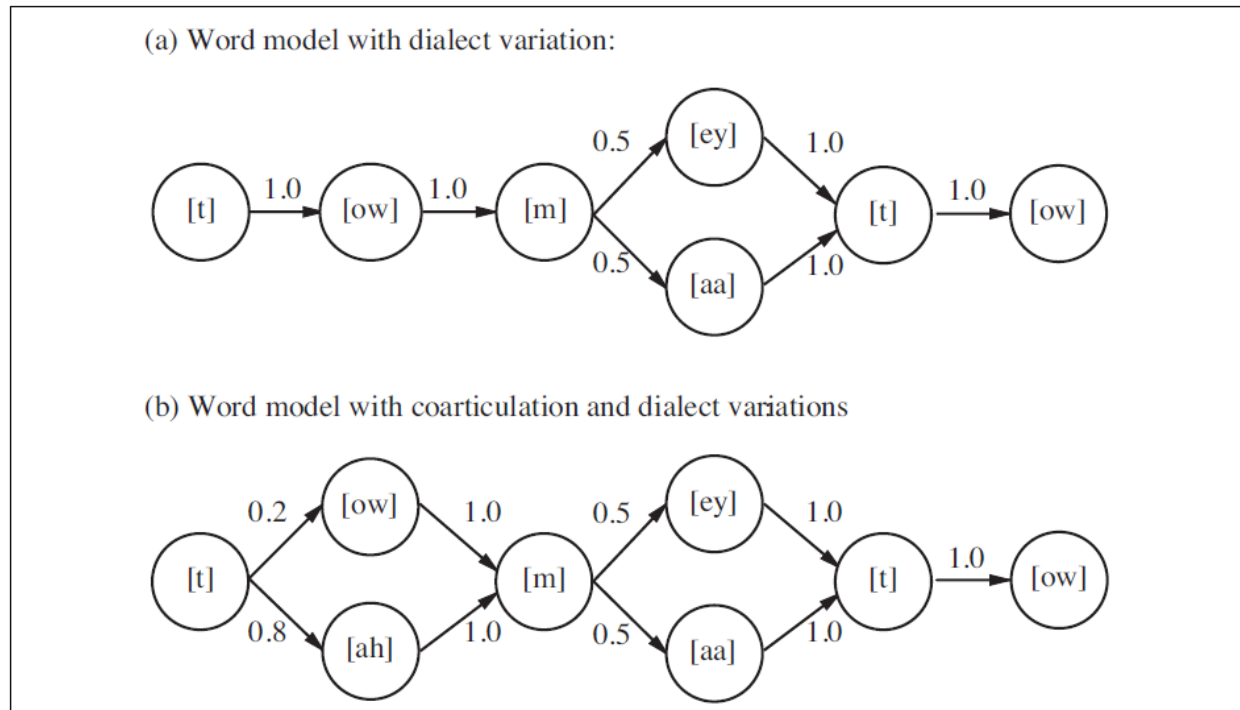 (a) Word model with dialect variation:
0.5 [ey] 1.0
[t] 1.0 [ow] 1.0 [m] [t] 1.0 [ow]
0.5 [aa] 1.0
(b) Word model with coarticulation and dialect variations
0.2 [ow] 1.0 0.5 [ey] 1.0
[t] [m] [t] 1.0 [ow]
0.8 [ah] 1.0 0.5 [aa] 1.0